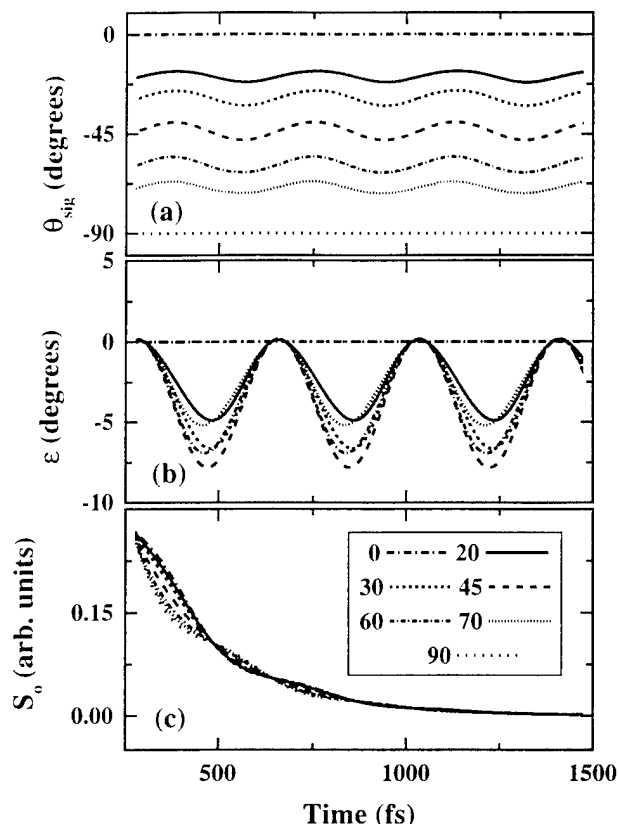 0
-45
-90
θsig (degrees)
(a)
5
0
-5
-10
ε (degrees)
(b)
0.15
0.00
So (arb. units)
(c)
0 20
30 45
60 70
90
500 1000 1500
Time (fs)